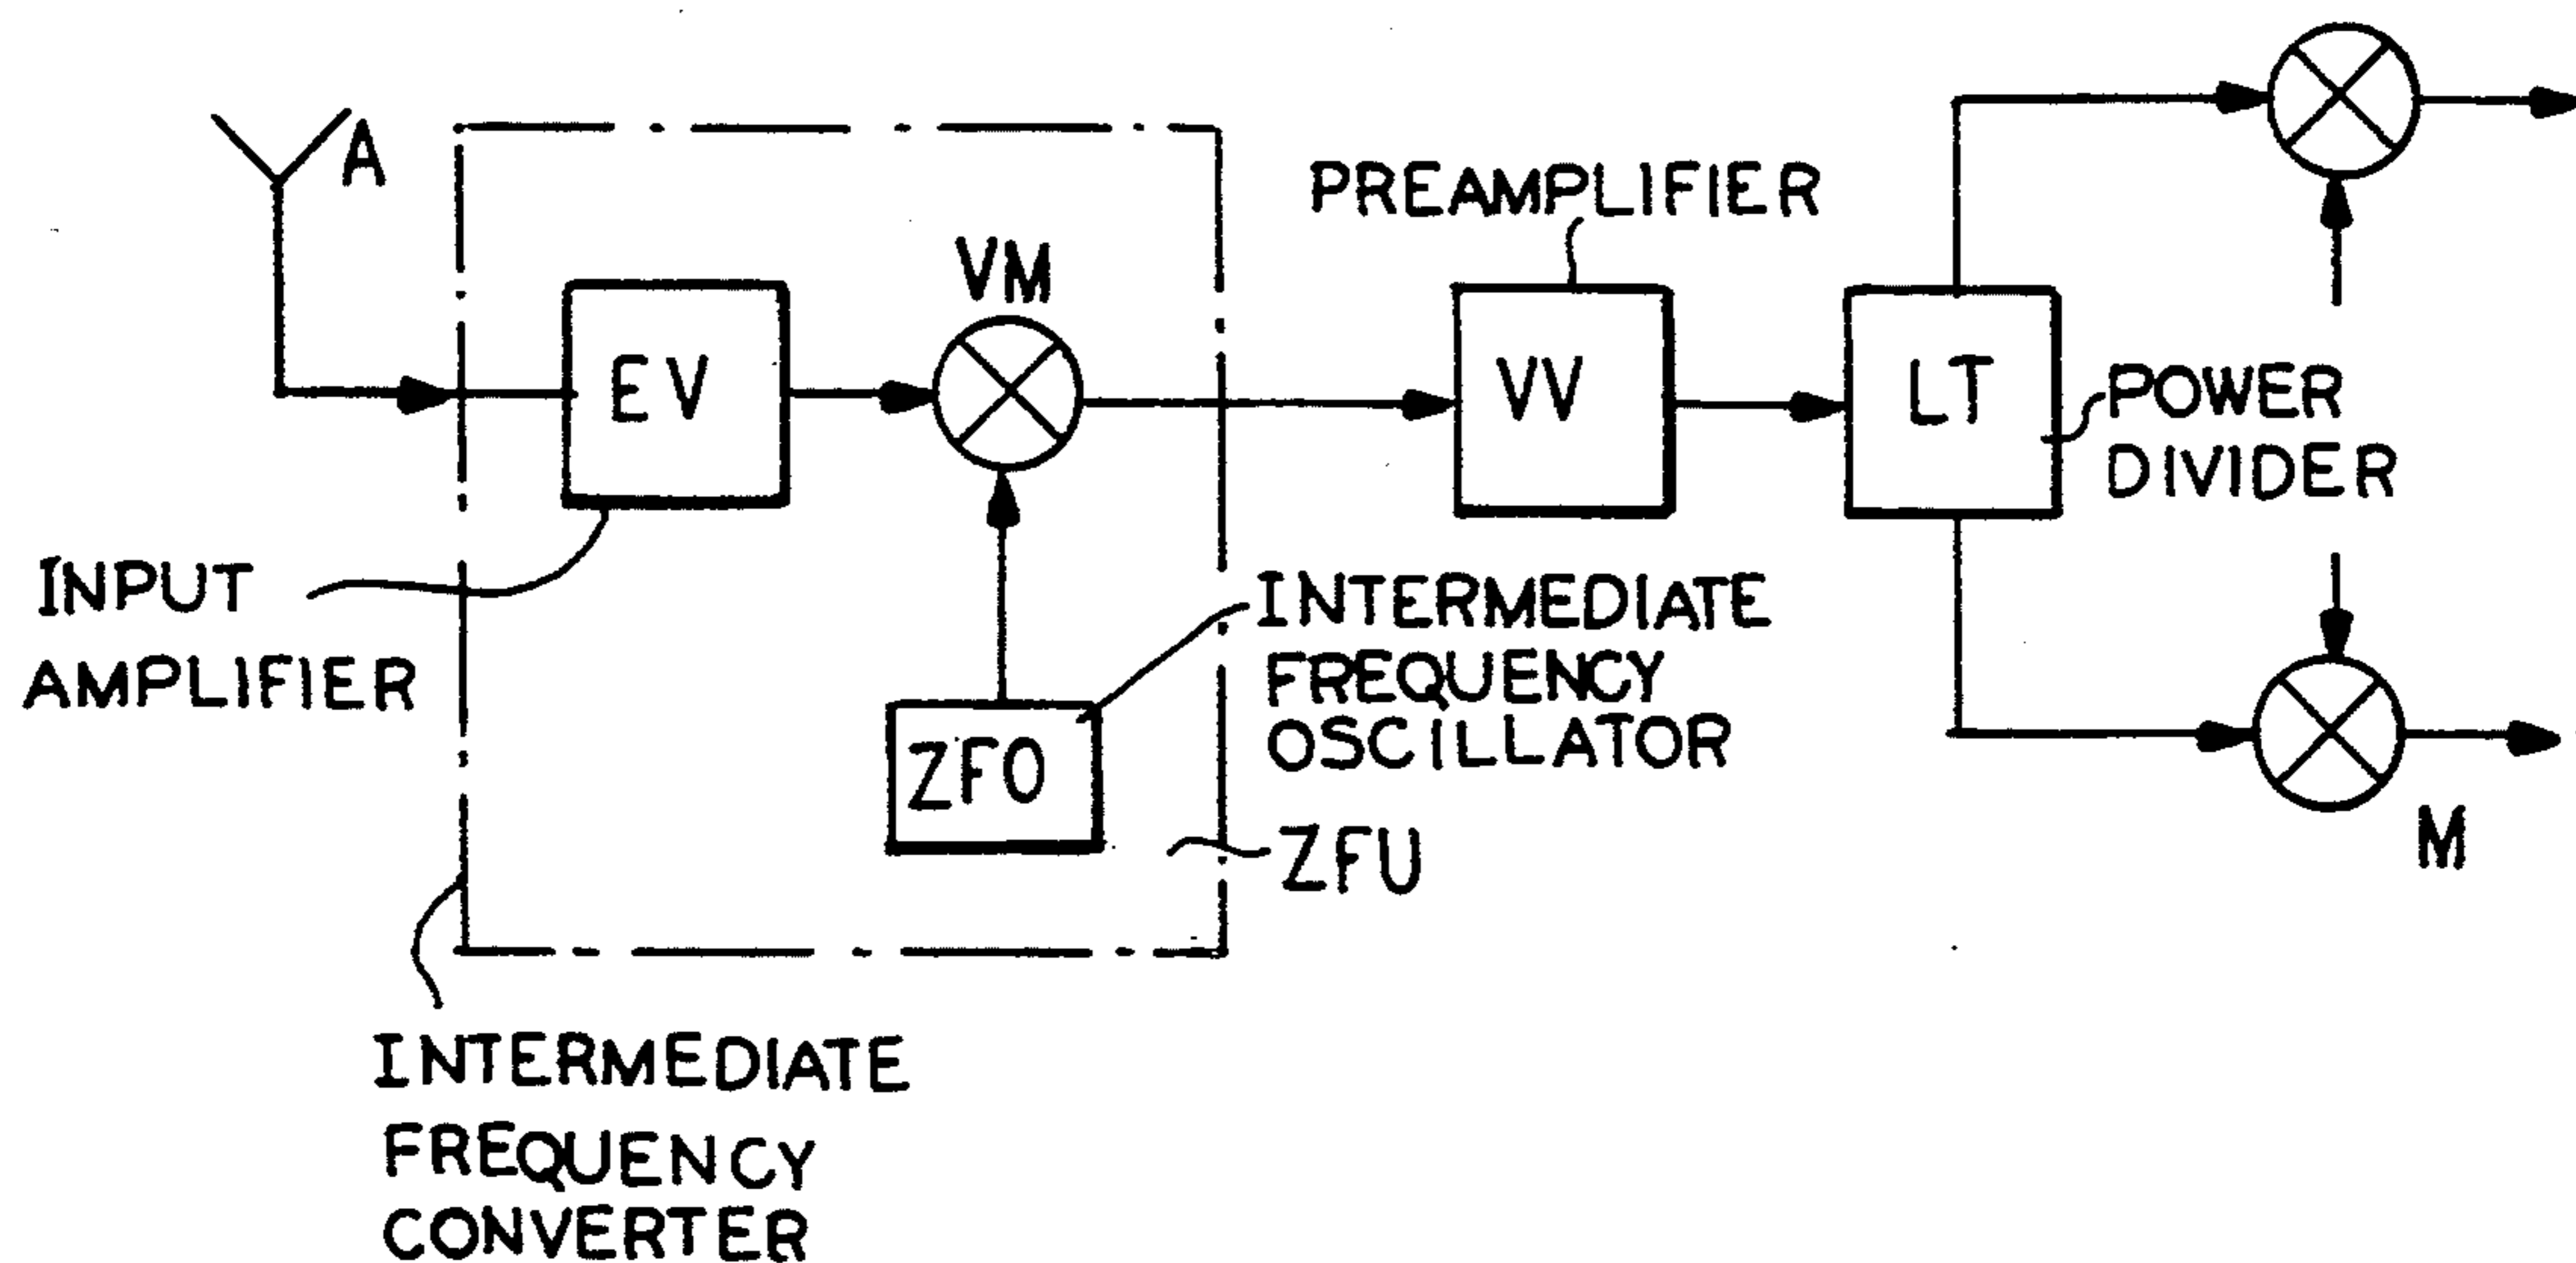 A
PREAMPLIFIER
VM
EV
VV
LT
POWER
DIVIDER
INPUT
AMPLIFIER
INTERMEDIATE
FREQUENCY
OSCILLATOR
ZFO
ZFU
M
INTERMEDIATE
FREQUENCY
CONVERTER